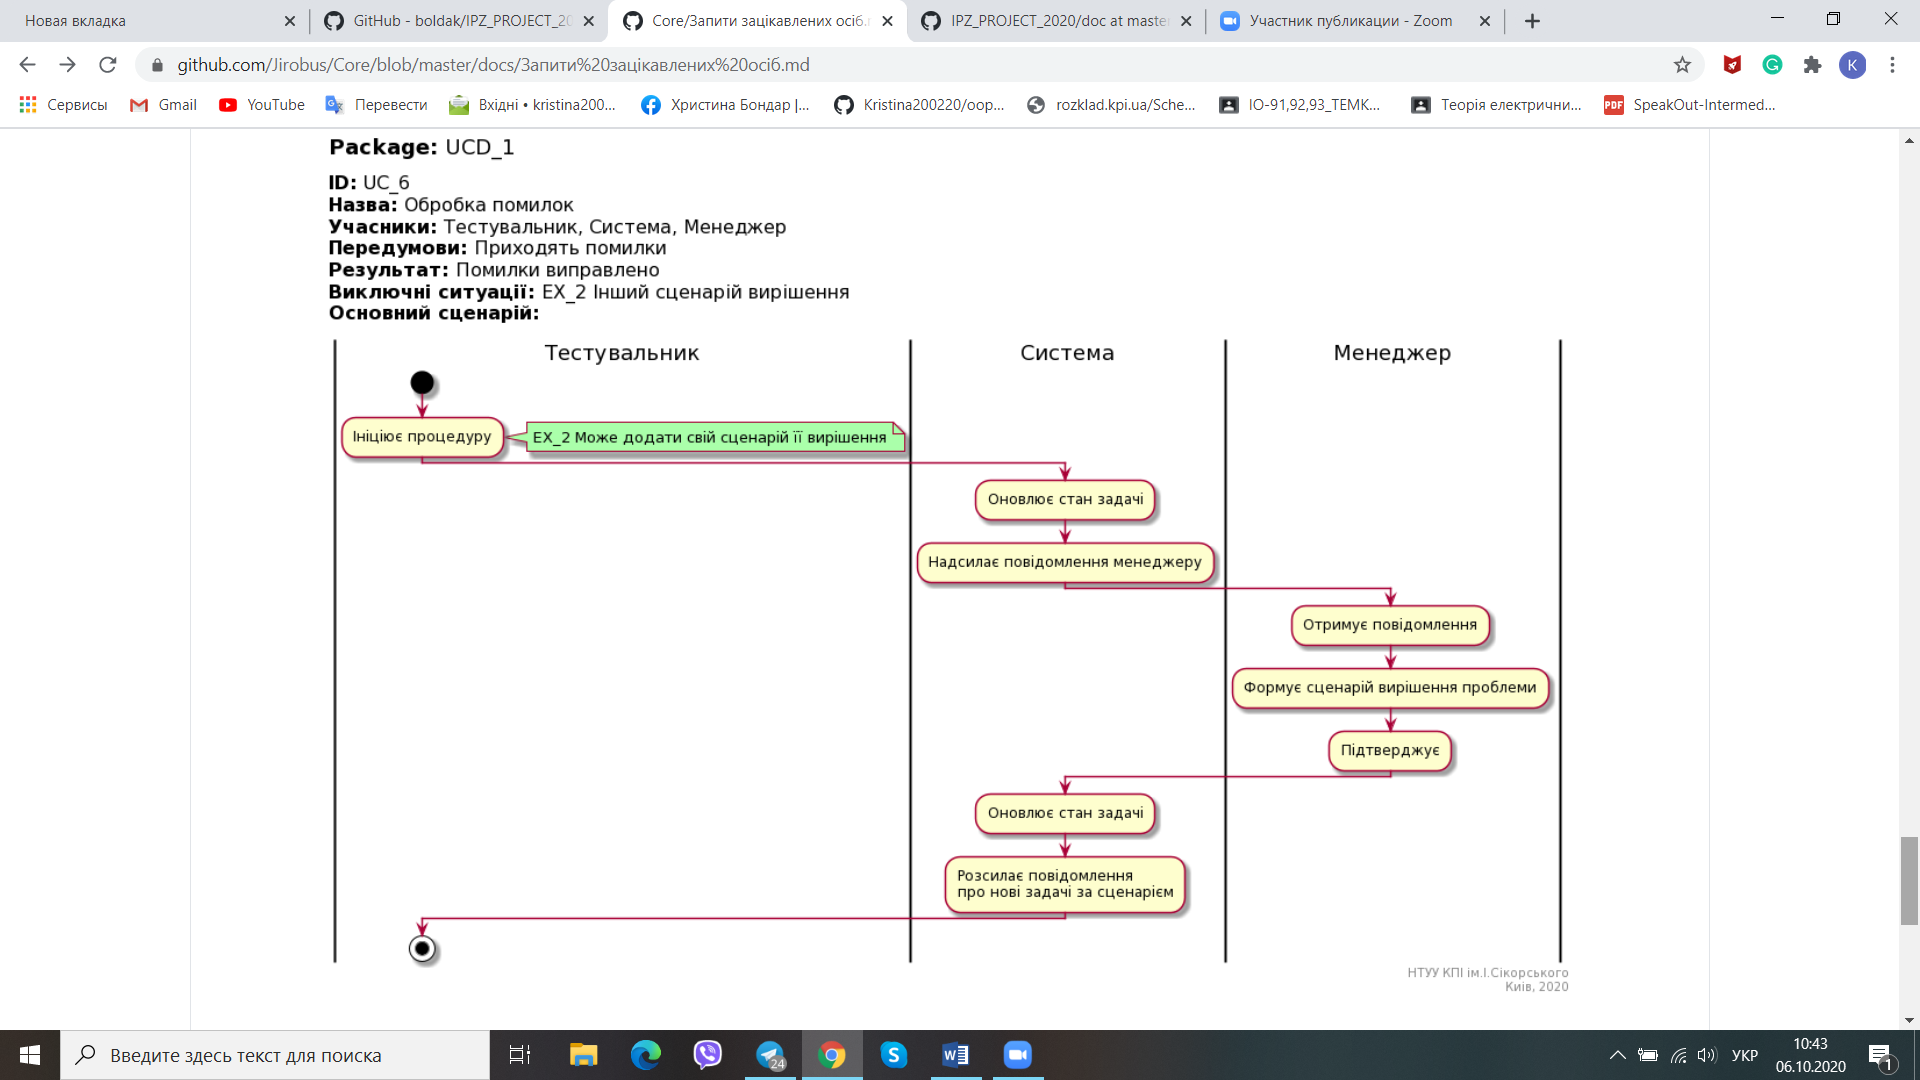 Новая вкладка
GitHub - boldak/IPZ_PROJECT_20
Core/Запити зацікавлених осіб.
IPZ_PROJECT_2020/doc at master
Участник публикации - Zoom
github.com/Jirobus/Core/blob/master/docs/Запити%20зацікавлених%20осіб.md
K
Сервисы
Gmail
YouTube
Перевести
Вхідні • kristina200...
Христина Бондар |...
Kristina200220/oop...
rozklad.kpi.ua/Sche...
IO-91,92,93_TEMK...
Теорія електрични...
PDF
SpeakOut-Intermed...
Package: UCD_1
ID: UC_6
Назва: Обробка помилок
Учасники: Тестувальник, Система, Менеджер
Передумови: Приходять помилки
Результат: Помилки виправлено
Виключні ситуації: EX_2 Інший сценарій вирішення
Основний сценарій:
Тестувальник
Система
Менеджер
Ініціює процедуру
EX_2 Може додати свій сценарій її вирішення
Оновлює стан задачі
Надсилає повідомлення менеджеру
Отримує повідомлення
Формує сценарій вирішення проблеми
Підтверджує
Оновлює стан задачі
Розсилає повідомлення
про нові задачі за сценарієм
НТУУ КПІ ім.І.Сікорського
Київ, 2020
Введите здесь текст для поиска
24
УКР
10:43
06.10.2020
1